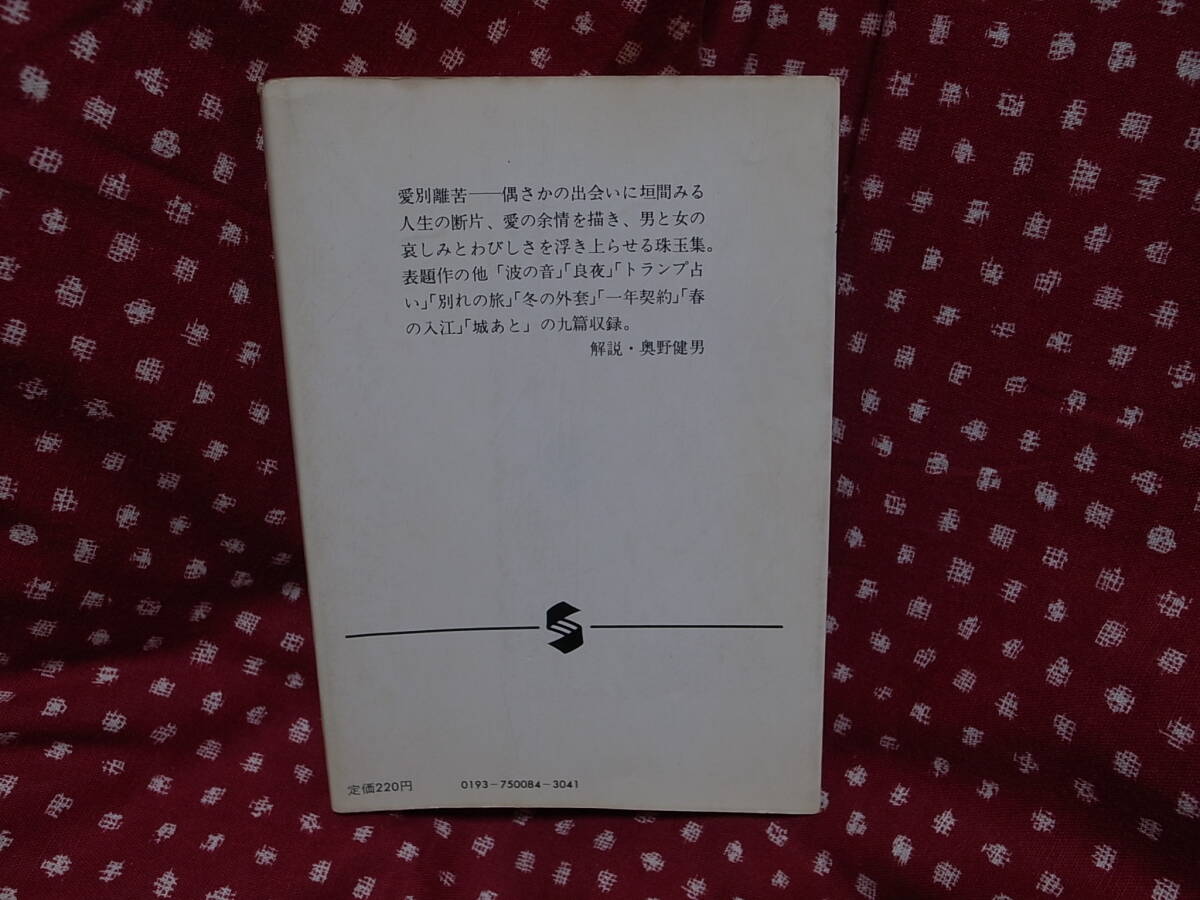 愛別離苦――偶さかの出会いに垣間みる
人生の断片、愛の余情を描き、男と女の
哀しみとわびしさを浮き上らせる珠玉集。
表題作の他「波の音」「良夜」「トランプ占
い」「別れの旅」「冬の外套」「一年契約」「春
の入江」「城あと」の九篇収録。
解説・奥野健男
定価220円
0193-750084-3041